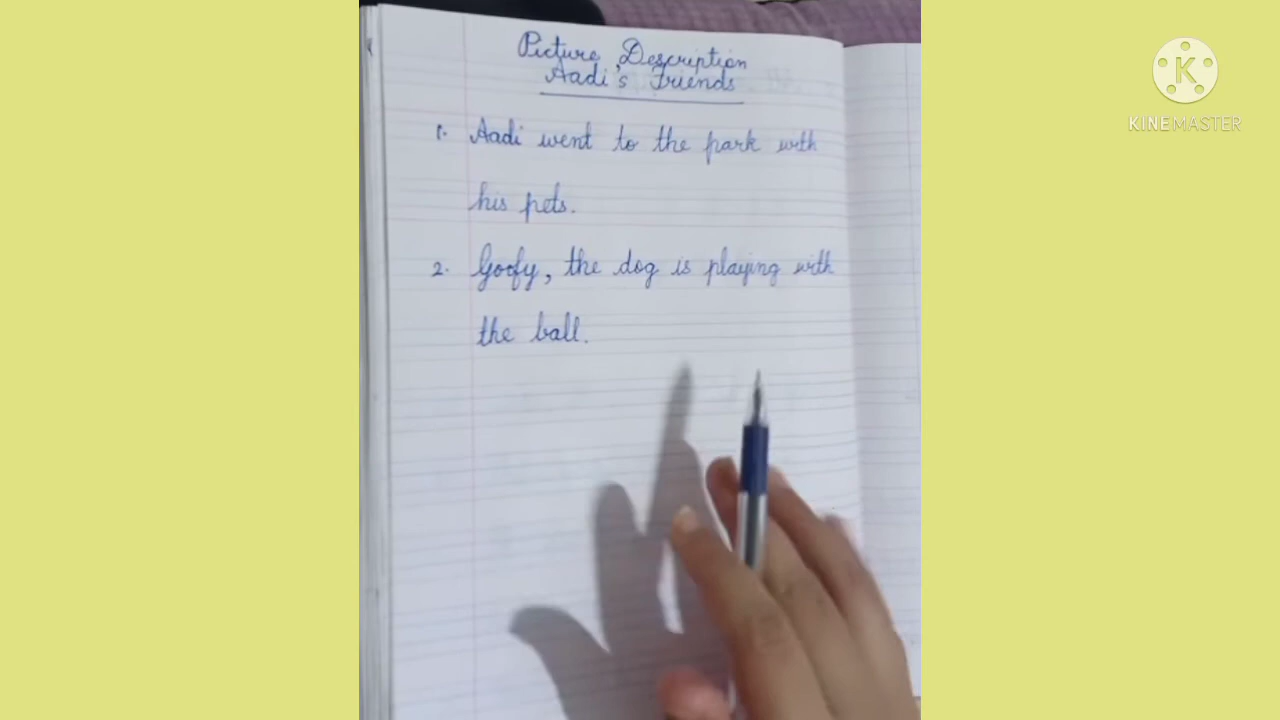 Picture Description
Aadi's Friends
1. Aadi went to the park with
his pets.
2. Goofy, the dog is playing with
the ball.
K
KINEMASTER